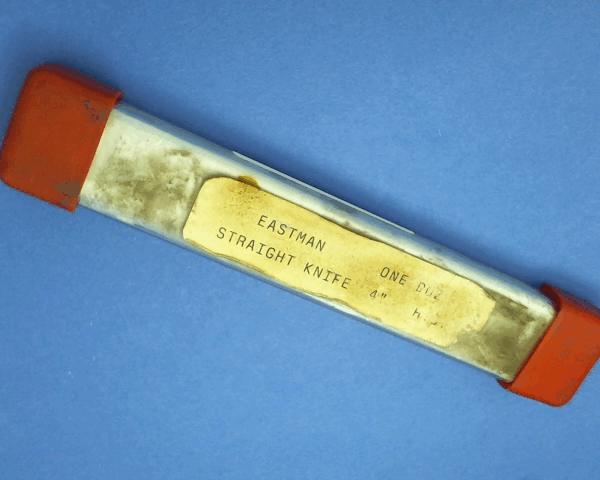 EASTMAN ONE DOZ
STRAIGHT KNIFE 4"